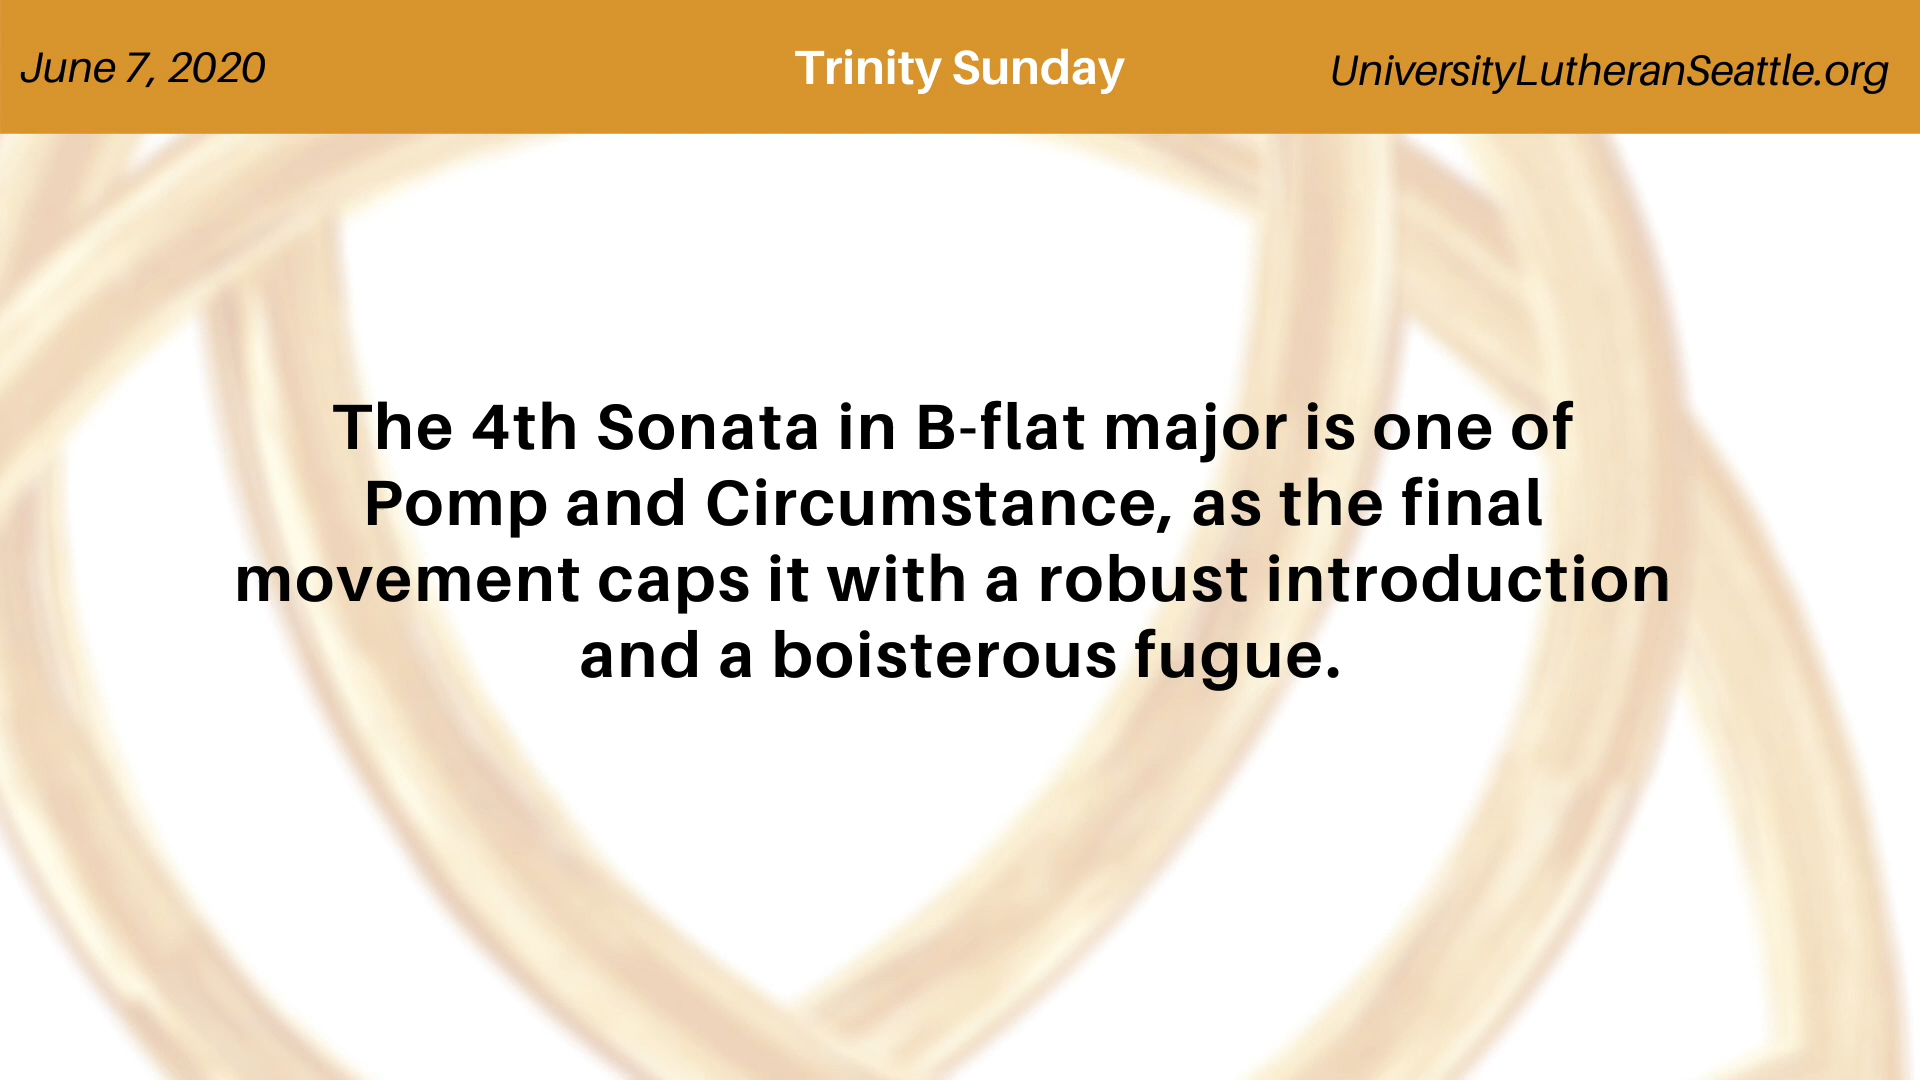 June 7, 2020
Trinity Sunday
UniversityLutheranSeattle.org
The 4th Sonata in B-flat major is one of
Pomp and Circumstance, as the final
movement caps it with a robust introduction
and a boisterous fugue.